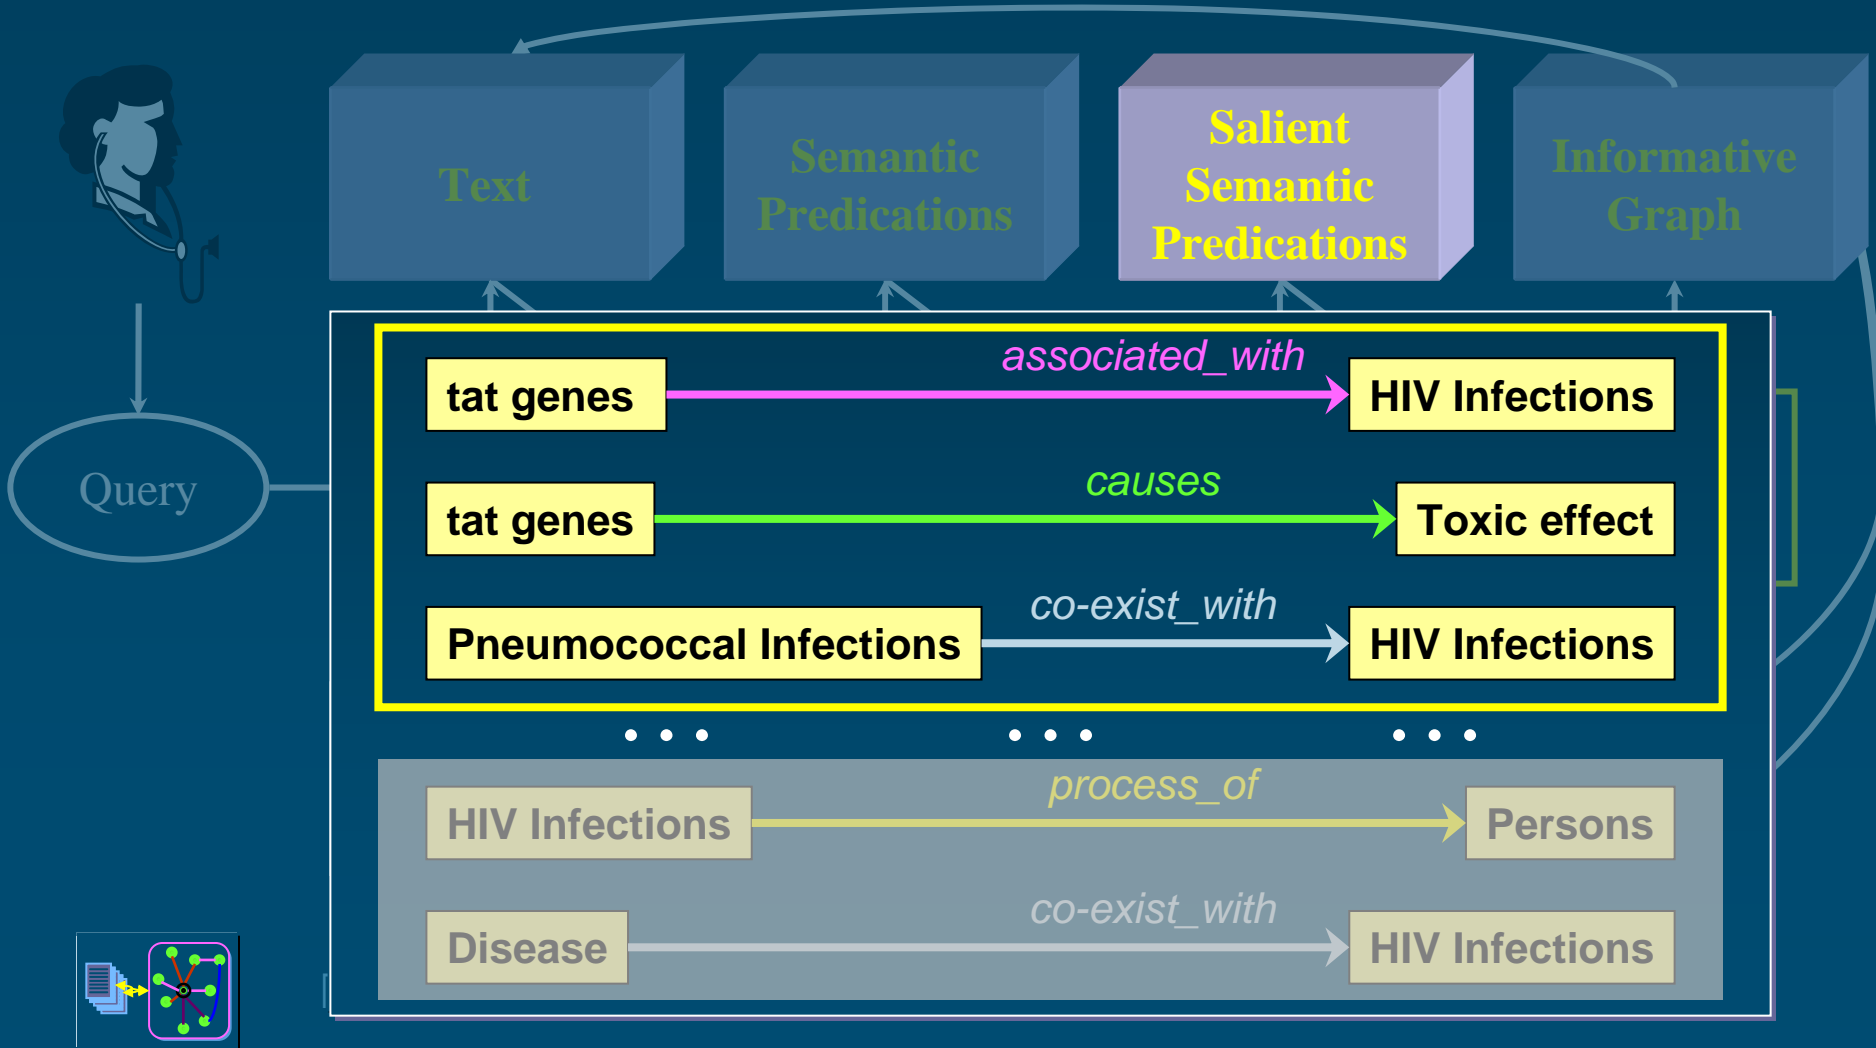 Text
Semantic
Predications
Salient
Semantic
Predications
Informative
Graph
Query
associated_with
tat genes
HIV Infections
causes
tat genes
Toxic effect
co-exist_with
Pneumococcal Infections
HIV Infections
... ... ...
process_of
HIV Infections
Persons
co-exist_with
Disease
HIV Infections